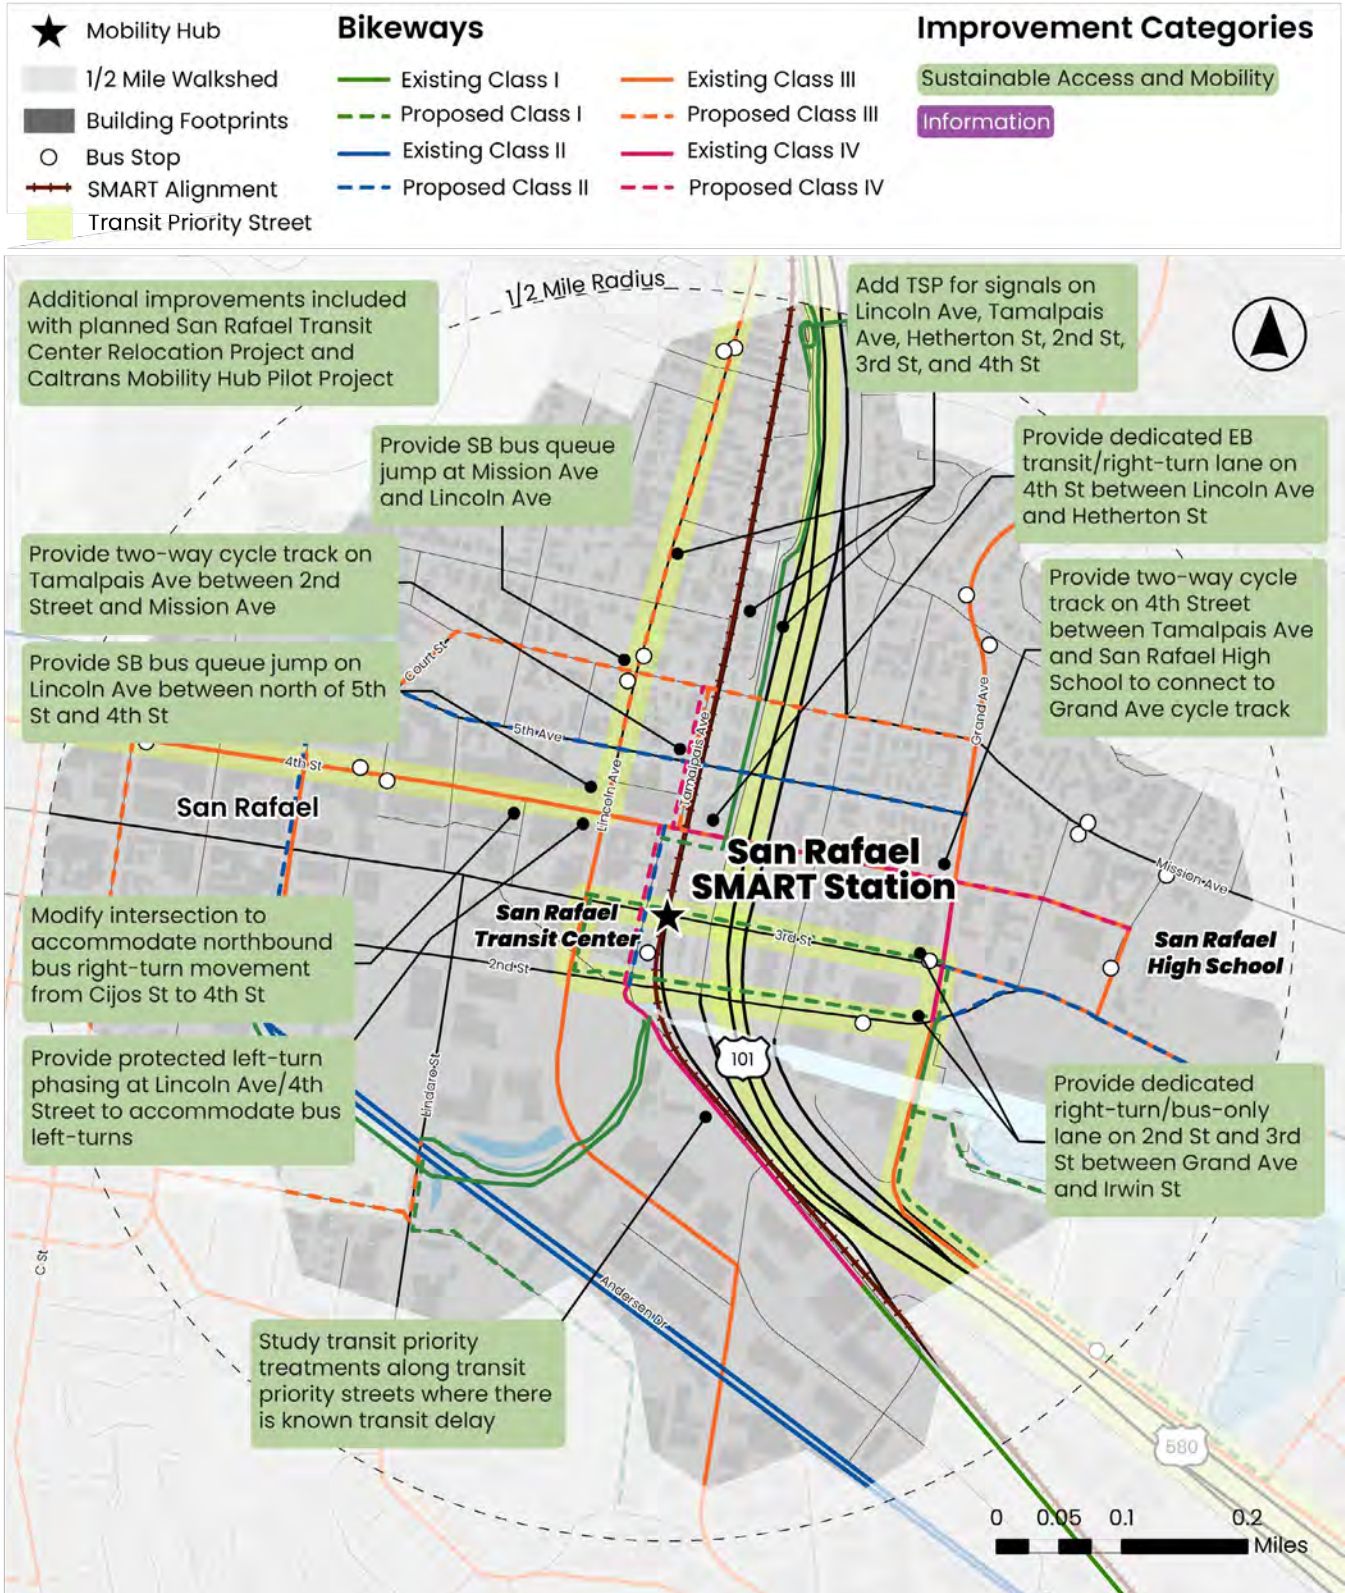 Mobility Hub
1/2 Mile Walkshed
Building Footprints
Bus Stop
SMART Alignment
Transit Priority Street
Bikeways
Existing Class I
Proposed Class I
Existing Class II
Proposed Class II
Existing Class III
Proposed Class III
Existing Class IV
Proposed Class IV
Improvement Categories
Sustainable Access and Mobility
Information
1/2 Mile Radius
Additional improvements included
with planned San Rafael Transit
Center Relocation Project and
Caltrans Mobility Hub Pilot Project
Add TSP for signals on
Lincoln Ave, Tamalpais
Ave, Hetherton St, 2nd St,
3rd St, and 4th St
Provide SB bus queue
jump at Mission Ave
and Lincoln Ave
Provide dedicated EB
transit/right-turn lane on
4th St between Lincoln Ave
and Hetherton St
Provide two-way cycle track on
Tamalpais Ave between 2nd
Street and Mission Ave
Provide two-way cycle
track on 4th Street
between Tamalpais Ave
and San Rafael High
School to connect to
Grand Ave cycle track
Provide SB bus queue jump on
Lincoln Ave between north of 5th
St and 4th St
Court St
5th Ave
4th St
Lincoln Ave
Tamalpais Ave
Grand Ave
Mission Ave
San Rafael
San Rafael
SMART Station
San Rafael
Transit Center
3rd St
2nd St
San Rafael
High School
Modify intersection to
accommodate northbound
bus right-turn movement
from Cijos St to 4th St
Provide protected left-turn
phasing at Lincoln Ave/4th
Street to accommodate bus
left-turns
101
Lindaro St
Provide dedicated
right-turn/bus-only
lane on 2nd St and 3rd
St between Grand Ave
and Irwin St
C St
Andersen Dr
Study transit priority
treatments along transit
priority streets where there
is known transit delay
580
0 0.05 0.1 0.2
Miles